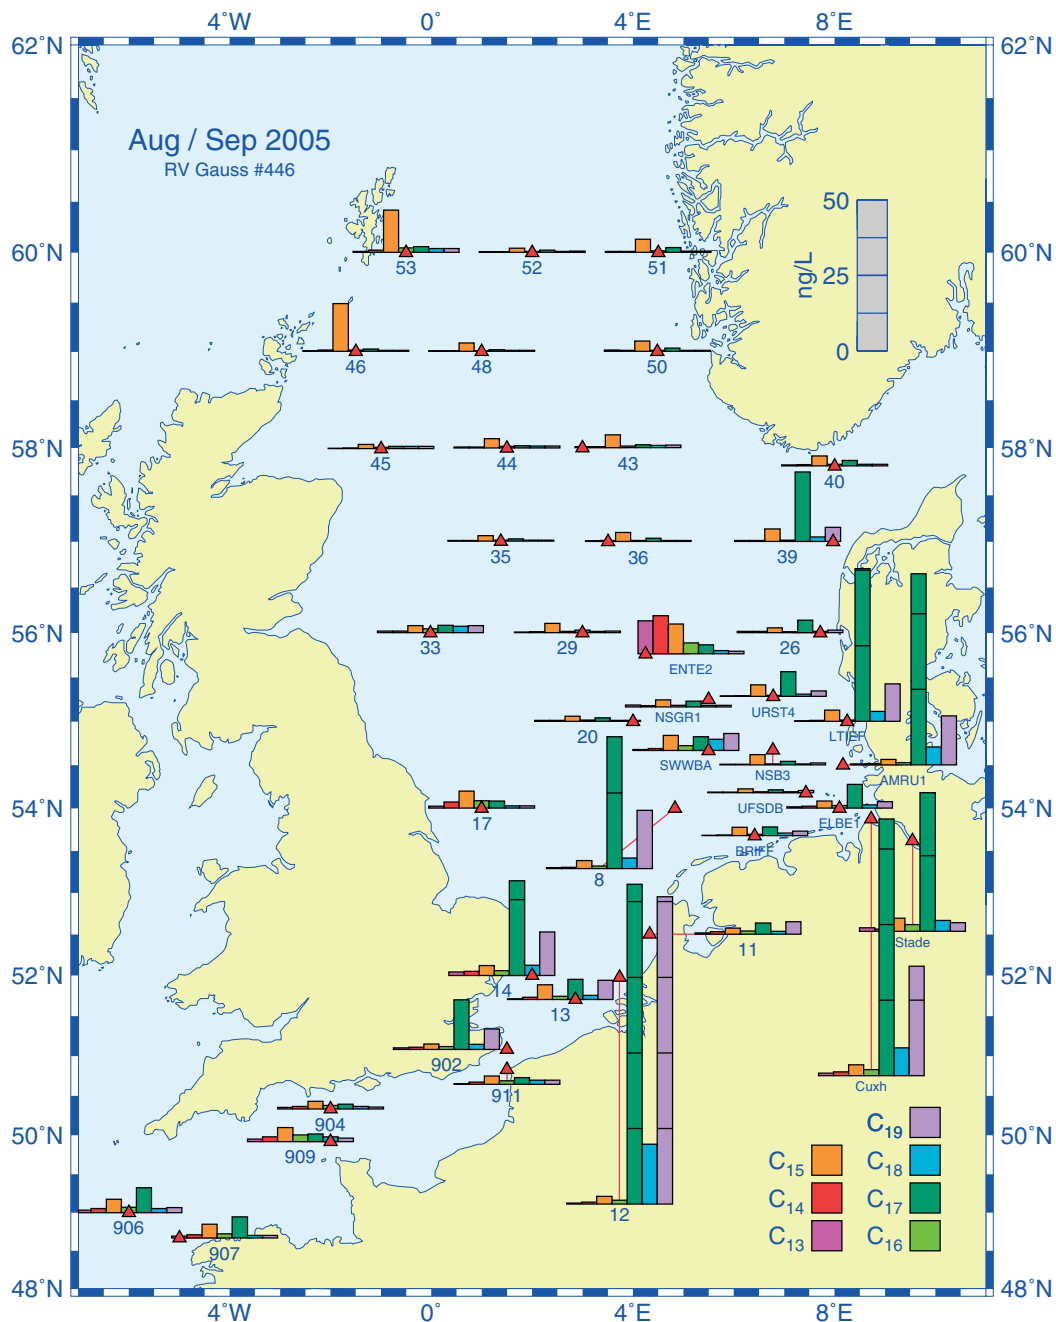 4˚W 0˚ 4˚E 8˚E
62˚N 62˚N
Aug / Sep 2005
RV Gauss #446
50
25
0
ng/L
60˚N 60˚N
53 52 51
46 48 50
58˚N 58˚N
45 44 43
40
35 36 39
56˚N 56˚N
33 29 26
ENTE2
NSGR1 URST4
20 LTIEF
SWWBA NSB3 AMRU1
54˚N 54˚N
17 UFSDB ELBE1
BRIFF
8
11 Stade
52˚N 52˚N
14
13
902
911 Cuxh
904
50˚N 50˚N
909
C19
C15 C18
C14 C17
C13 C16
12
906
907
48˚N 48˚N
4˚W 0˚ 4˚E 8˚E